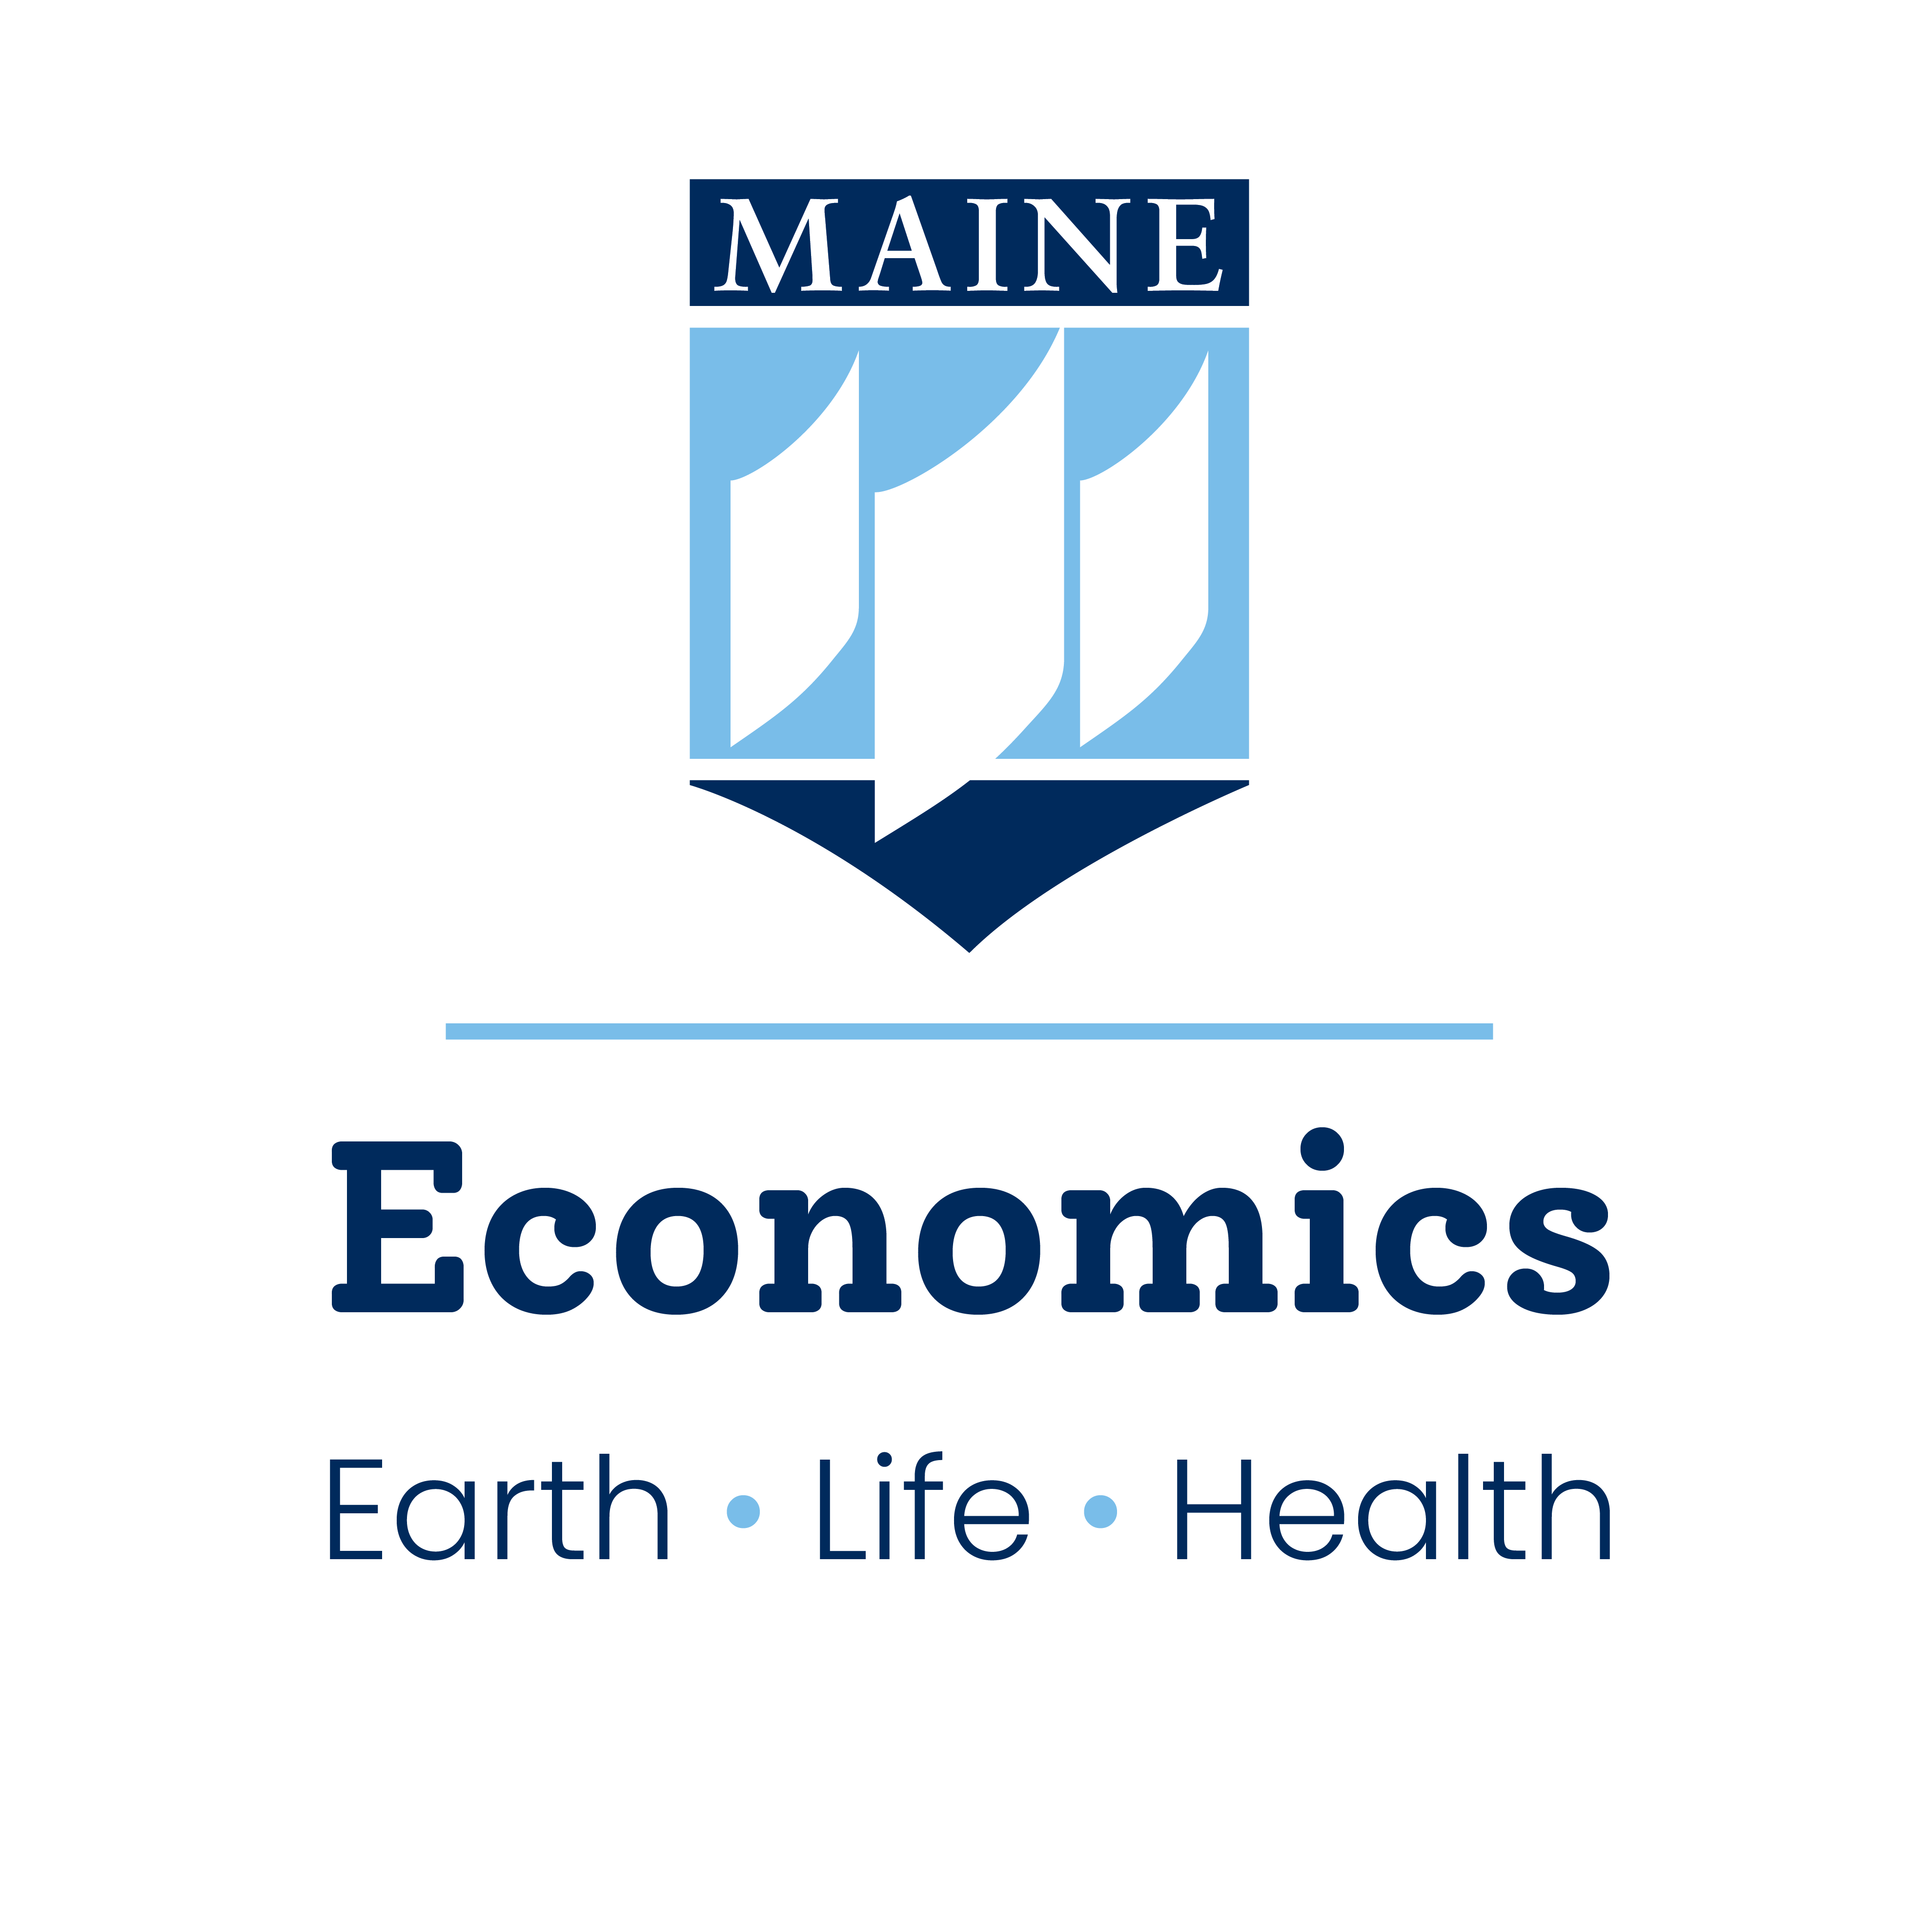 MAINE
Economics
Earth • Life • Health